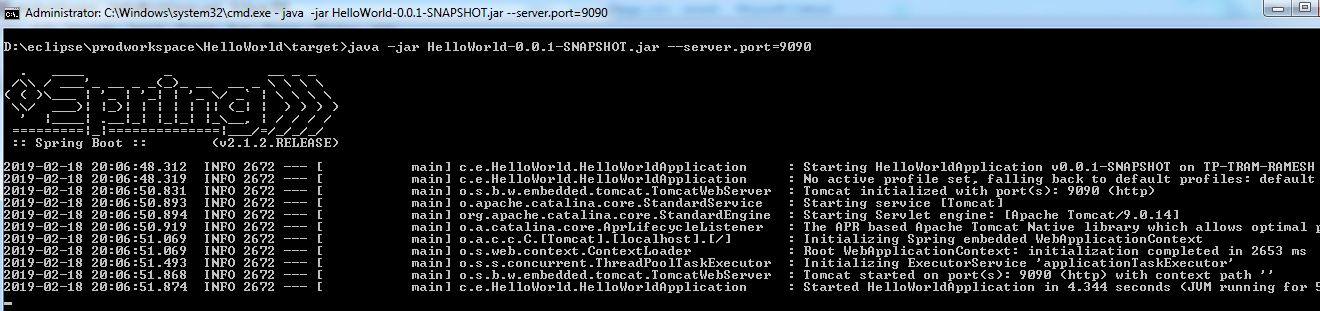 Administrator: C:\Windows\system32\cmd.exe - java -jar HelloWorld-0.0.1-SNAPSHOT.jar --server.port=9090
D:\eclipse\prodworkspace\HelloWorld\target>java -jar HelloWorld-0.0.1-SNAPSHOT.jar --server.port=9090
Spring
:: Spring Boot ::        (v2.1.2.RELEASE)
2019-02-18 20:06:48.312  INFO 2672 --- [           main] c.e.HelloWorld.HelloWorldApplication     : Starting HelloWorldApplication v0.0.1-SNAPSHOT on TP-TRAM-RAMESH
2019-02-18 20:06:48.319  INFO 2672 --- [           main] c.e.HelloWorld.HelloWorldApplication     : No active profile set, falling back to default profiles: default
2019-02-18 20:06:50.831  INFO 2672 --- [           main] o.s.b.w.embedded.tomcat.TomcatWebServer  : Tomcat initialized with port(s): 9090 (http)
2019-02-18 20:06:50.893  INFO 2672 --- [           main] o.apache.catalina.core.StandardService   : Starting service [Tomcat]
2019-02-18 20:06:50.894  INFO 2672 --- [           main] org.apache.catalina.core.StandardEngine  : Starting Servlet engine: [Apache Tomcat/9.0.14]
2019-02-18 20:06:50.919  INFO 2672 --- [           main] o.a.catalina.core.AprLifecycleListener   : The APR based Apache Tomcat Native library which allows optimal p
2019-02-18 20:06:51.069  INFO 2672 --- [           main] o.a.c.c.C.[Tomcat].[localhost].[/]       : Initializing Spring embedded WebApplicationContext
2019-02-18 20:06:51.069  INFO 2672 --- [           main] o.s.web.context.ContextLoader            : Root WebApplicationContext: initialization completed in 2653 ms
2019-02-18 20:06:51.493  INFO 2672 --- [           main] o.s.s.concurrent.ThreadPoolTaskExecutor  : Initializing ExecutorService 'applicationTaskExecutor'
2019-02-18 20:06:51.868  INFO 2672 --- [           main] o.s.b.w.embedded.tomcat.TomcatWebServer  : Tomcat started on port(s): 9090 (http) with context path ''
2019-02-18 20:06:51.874  INFO 2672 --- [           main] c.e.HelloWorld.HelloWorldApplication     : Started HelloWorldApplication in 4.344 seconds (JVM running for 5